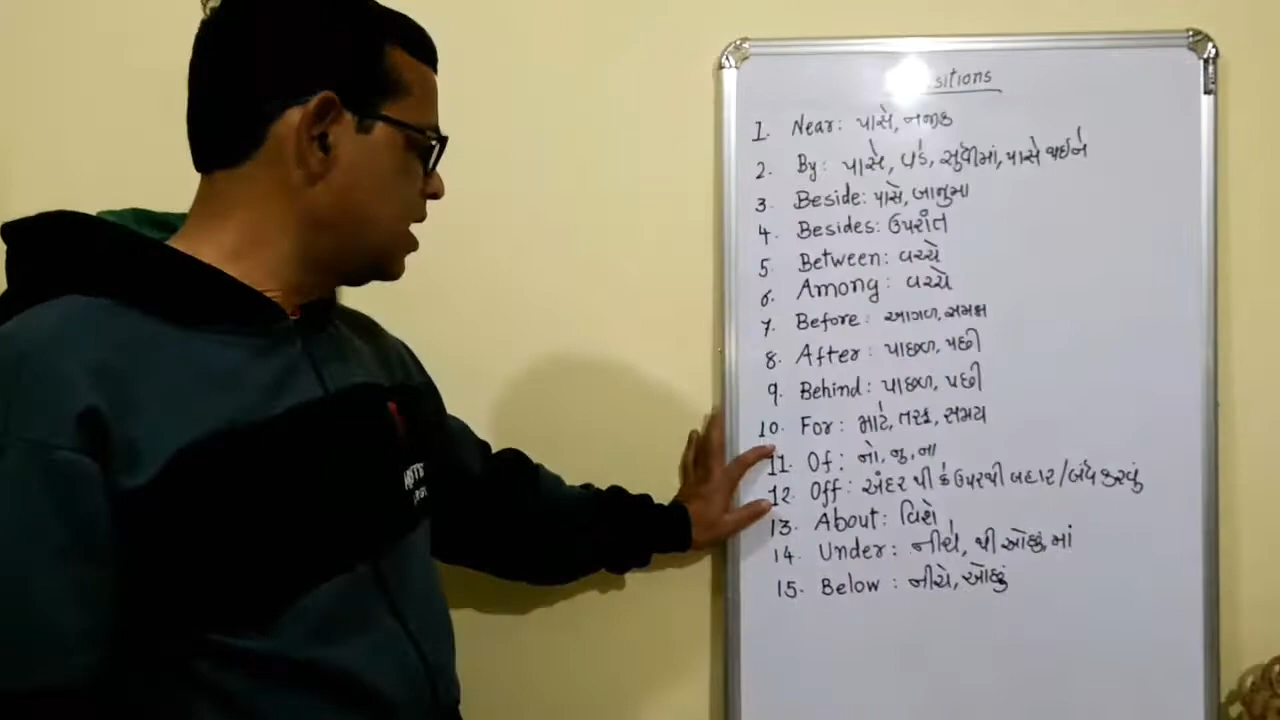 sitions
1. Near: પાસે, નજીક
2. By: પાસે, વડે, સુધીમાં, પાસે થઈને
3. Beside: પાસે, બાજુમા
4. Besides: ઉપરાંત
5. Between: વચ્ચે
6. Among: વચ્ચે
7. Before: આગળ, સમક્ષ
8. After: પાછળ, પછી
9. Behind: પાછળ, પછી
10. For: માટે, તરફ, સમય
11. Of: નો, નુ, ના
12. Off: અંદર થી કે ઉપરથી બહાર/બંધ કરવું
13. About: વિશે
14. Under: નીચે, થી ઓછું, માં
15. Below: નીચે, ઓછું